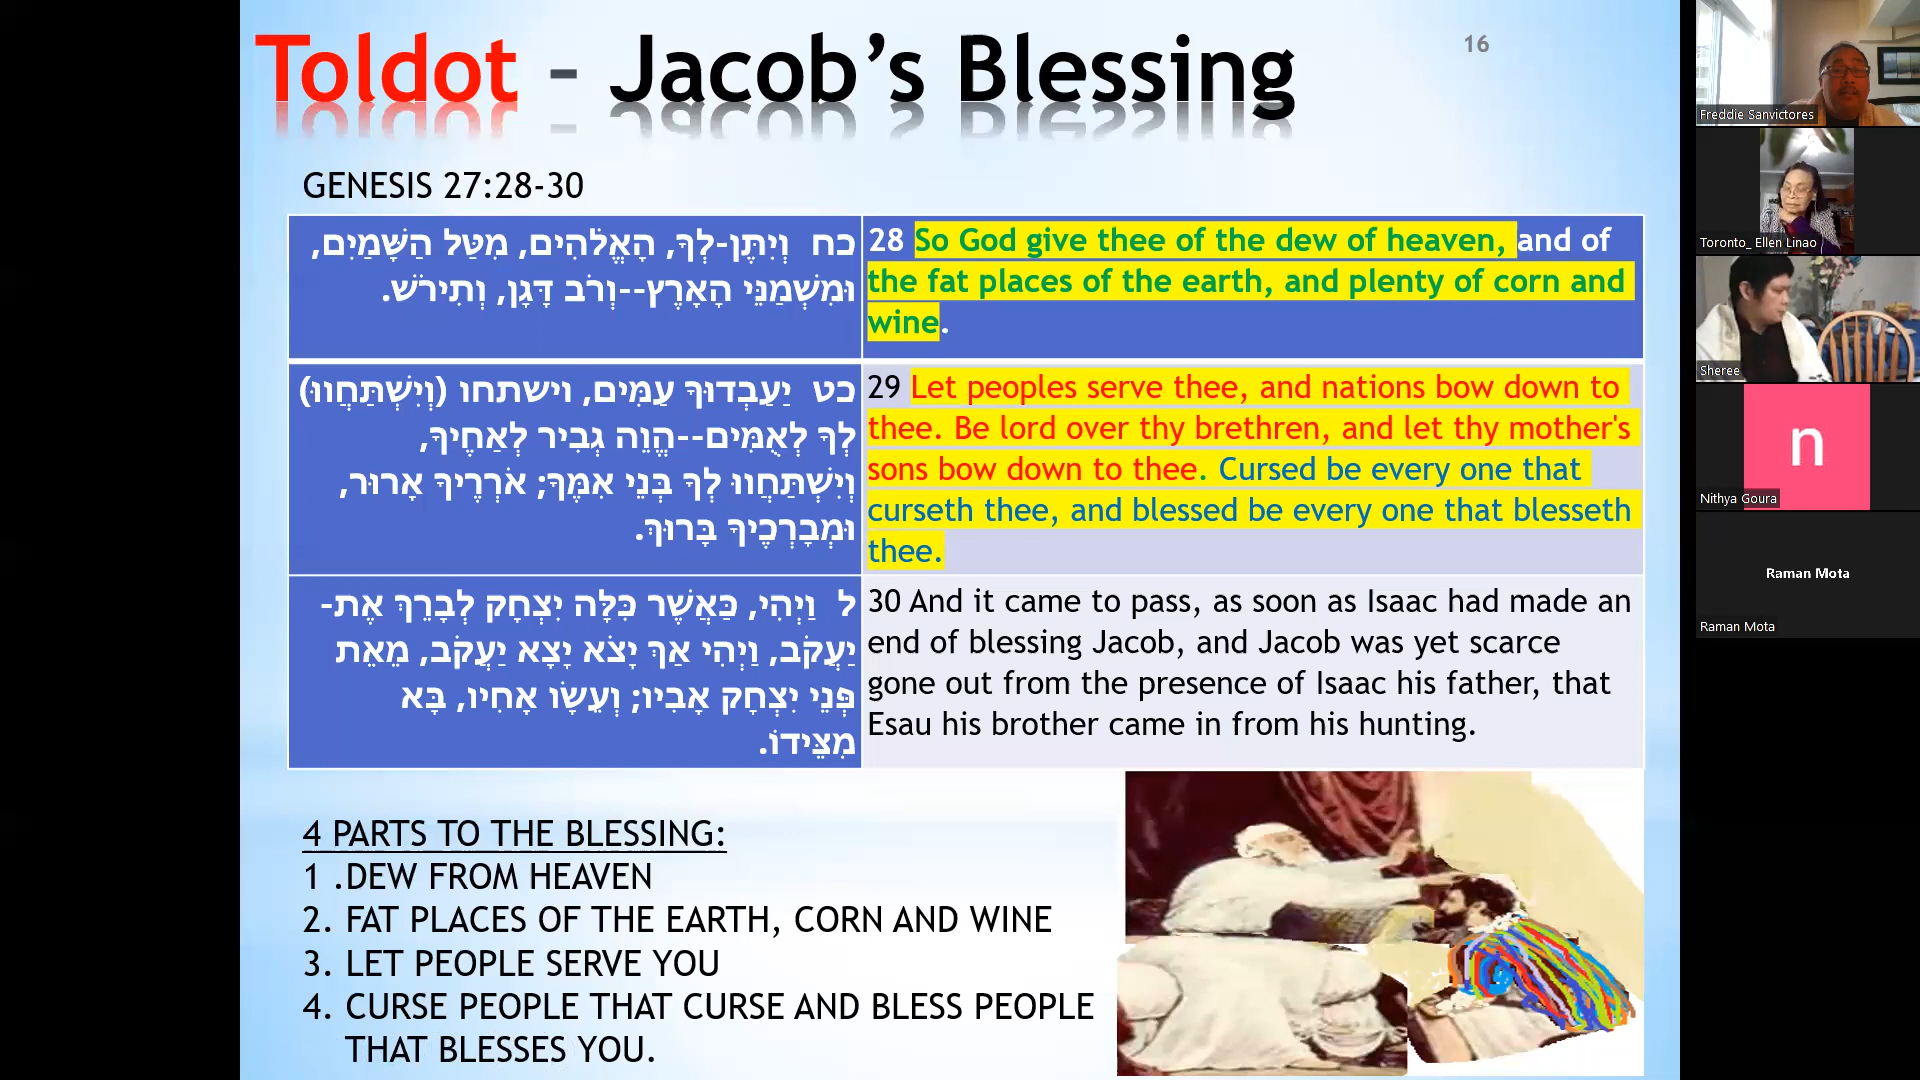 Toldot - Jacob’s Blessing
16
GENESIS 27:28-30
כח  וְיִתֶּן-לְךָ, הָאֱלֹהִים, מִטַּל הַשָּׁמַיִם,
וּמִשְׁמַנֵּי הָאָרֶץ--וְרֹב דָּגָן, וְתִירֹשׁ.
28 So God give thee of the dew of heaven, and of
the fat places of the earth, and plenty of corn and
wine.
כט  יַעַבְדוּךָ עַמִּים, וישתחו (וְיִשְׁתַּחֲווּ)
לְךָ לְאֻמִּים--הֱוֵה גְבִיר לְאַחֶיךָ,
וְיִשְׁתַּחֲווּ לְךָ בְּנֵי אִמֶּךָ; אֹרְרֶיךָ אָרוּר,
וּמְבָרְכֶיךָ בָּרוּךְ.
29 Let peoples serve thee, and nations bow down to
thee. Be lord over thy brethren, and let thy mother's
sons bow down to thee. Cursed be every one that
curseth thee, and blessed be every one that blesseth
thee.
ל  וַיְהִי, כַּאֲשֶׁר כִּלָּה יִצְחָק לְבָרֵךְ אֶת-
יַעֲקֹב, וַיְהִי אַךְ יָצֹא יָצָא יַעֲקֹב, מֵאֵת
פְּנֵי יִצְחָק אָבִיו; וְעֵשָׂו אָחִיו, בָּא
מִצֵּידוֹ.
30 And it came to pass, as soon as Isaac had made an
end of blessing Jacob, and Jacob was yet scarce
gone out from the presence of Isaac his father, that
Esau his brother came in from his hunting.
4 PARTS TO THE BLESSING:
1 .DEW FROM HEAVEN
2. FAT PLACES OF THE EARTH, CORN AND WINE
3. LET PEOPLE SERVE YOU
4. CURSE PEOPLE THAT CURSE AND BLESS PEOPLE
THAT BLESSES YOU.
Freddie Sanvictores
Toronto_ Ellen Linao
Sheree
n
Nithya Goura
Raman Mota
Raman Mota